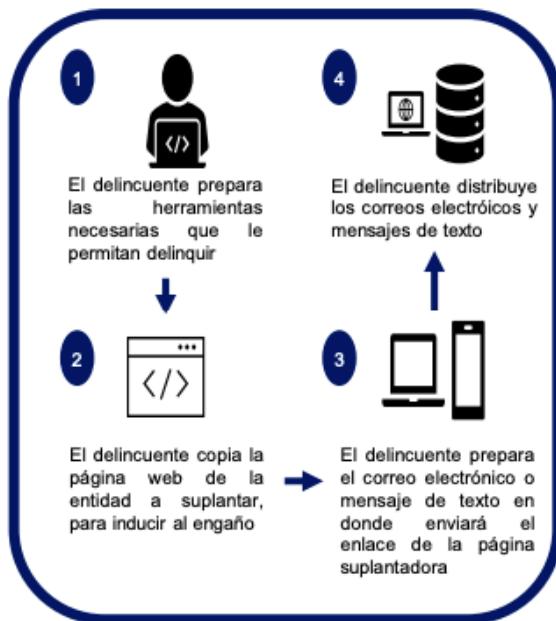 1
El delincuente prepara
las herramientas
necesarias que le
permitan delinquir
2
</>
El delincuente copia la
página web de la
entidad a suplantar,
para inducir al engaño
3
El delincuente prepara
el correo electrónico o
mensaje de texto en
donde enviará el
enlace de la página
suplantadora
4
El delincuente distribuye
los correos electróicos y
mensajes de texto